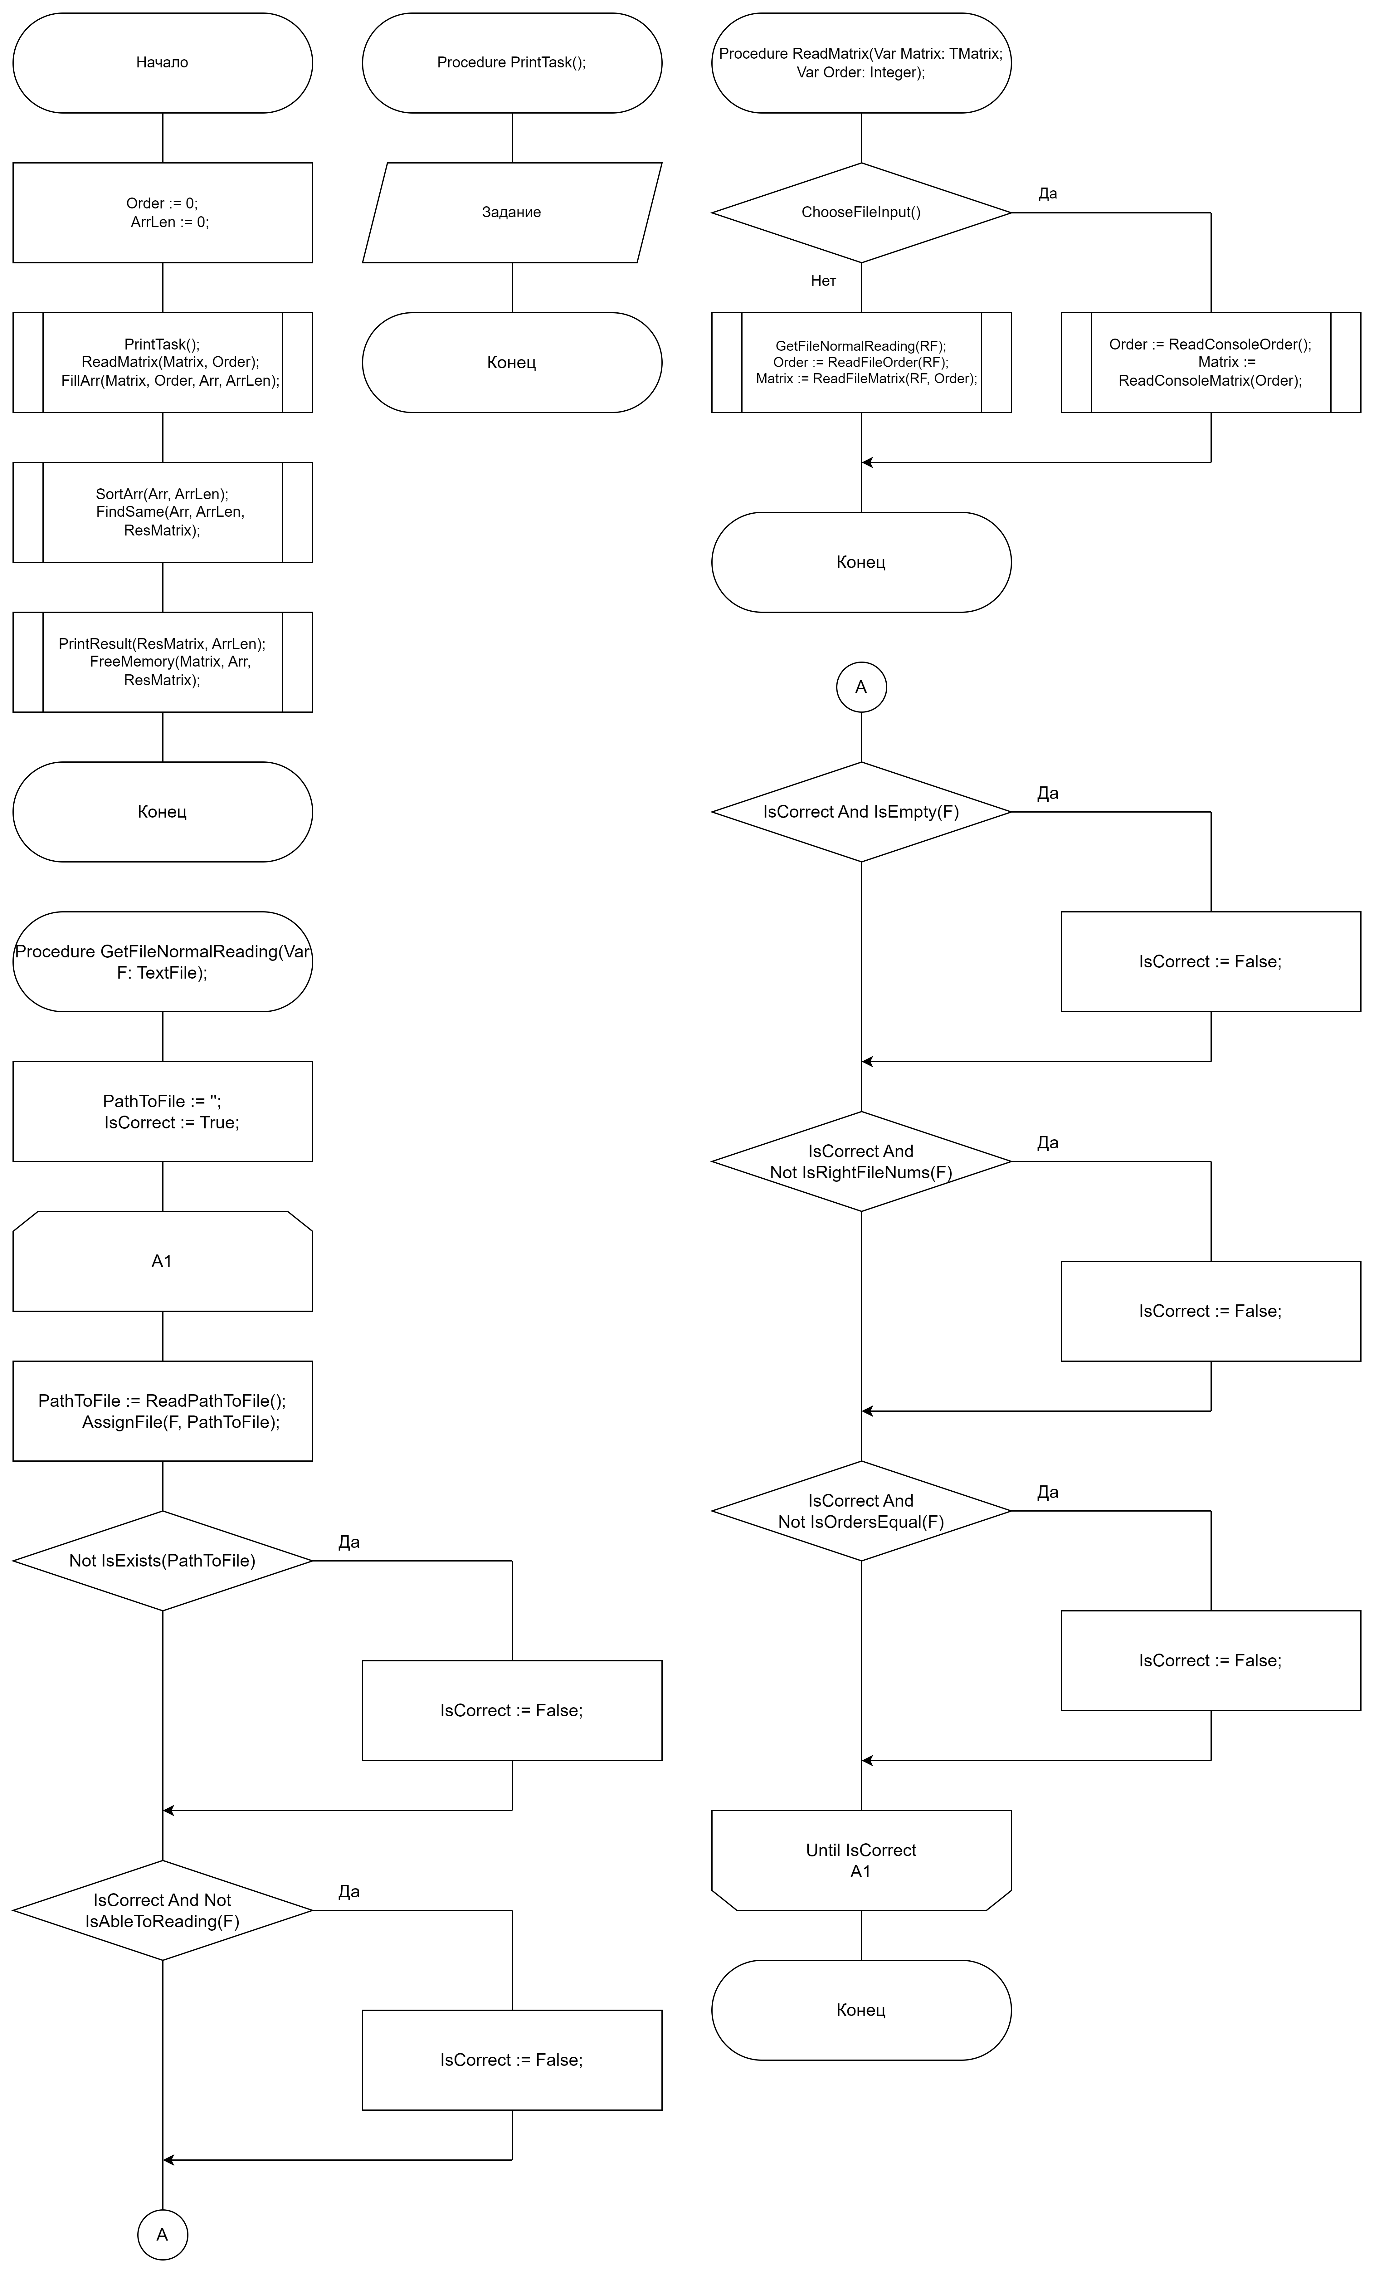 Начало
Order := 0;
ArrLen := 0;
PrintTask();
ReadMatrix(Matrix, Order);
FillArr(Matrix, Order, Arr, ArrLen);
SortArr(Arr, ArrLen);
FindSame(Arr, ArrLen,
ResMatrix);
PrintResult(ResMatrix, ArrLen);
FreeMemory(Matrix, Arr,
ResMatrix);
Конец
Procedure PrintTask();
Задание
Конец
Procedure ReadMatrix(Var Matrix: TMatrix;
Var Order: Integer);
ChooseFileInput()
Да
Нет
GetFileNormalReading(RF);
Order := ReadFileOrder(RF);
Matrix := ReadFileMatrix(RF, Order);
Order := ReadConsoleOrder();
Matrix :=
ReadConsoleMatrix(Order);
Конец
Procedure GetFileNormalReading(Var
F: TextFile);
PathToFile := '';
IsCorrect := True;
A1
PathToFile := ReadPathToFile();
AssignFile(F, PathToFile);
Not IsExists(PathToFile)
Да
IsCorrect := False;
IsCorrect And Not
IsAbleToReading(F)
Да
IsCorrect := False;
A
A
IsCorrect And IsEmpty(F)
Да
IsCorrect := False;
IsCorrect And
Not IsRightFileNums(F)
Да
IsCorrect := False;
IsCorrect And
Not IsOrdersEqual(F)
Да
IsCorrect := False;
Until IsCorrect
A1
Конец